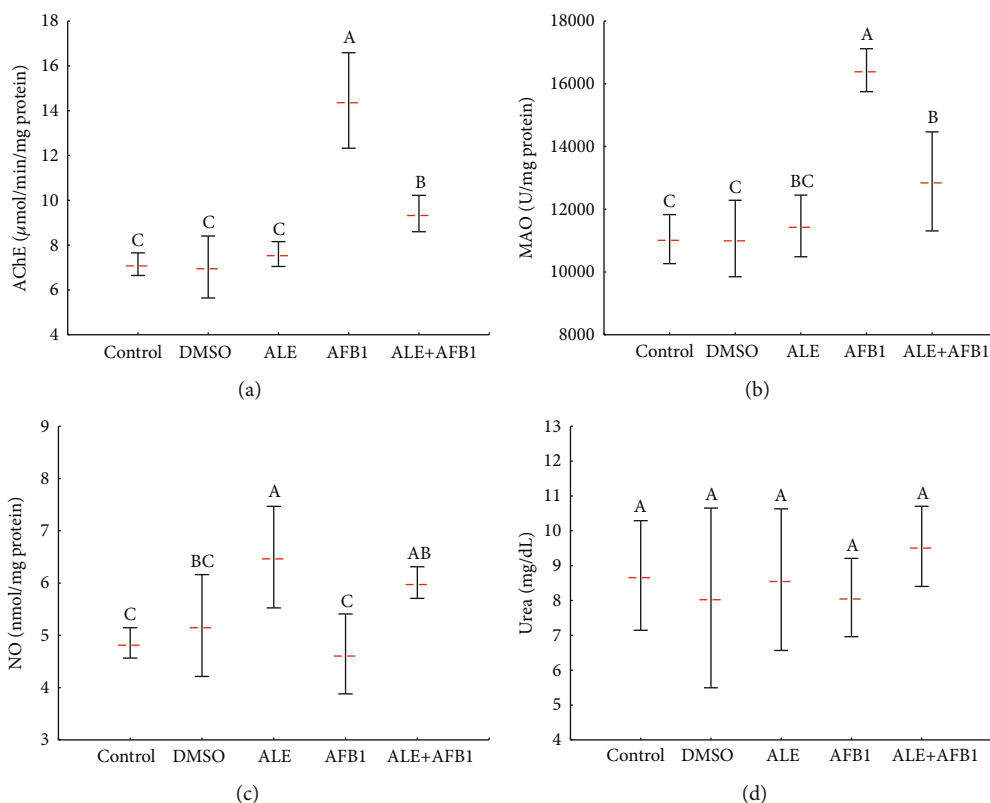 18
16
14
12
10
8
6
4
AChE (μmol/min/mg protein)
C
C
C
A
B
Control DMSO ALE AFB1 ALE+AFB1
(a)
18000
16000
14000
12000
10000
8000
MAO (U/mg protein)
C
C
BC
A
B
Control DMSO ALE AFB1 ALE+AFB1
(b)
9
8
7
6
5
4
3
NO (nmol/mg protein)
C
BC
A
C
AB
Control DMSO ALE AFB1 ALE+AFB1
(c)
13
12
11
10
9
8
7
6
5
4
Urea (mg/dL)
A
A
A
A
A
Control DMSO ALE AFB1 ALE+AFB1
(d)